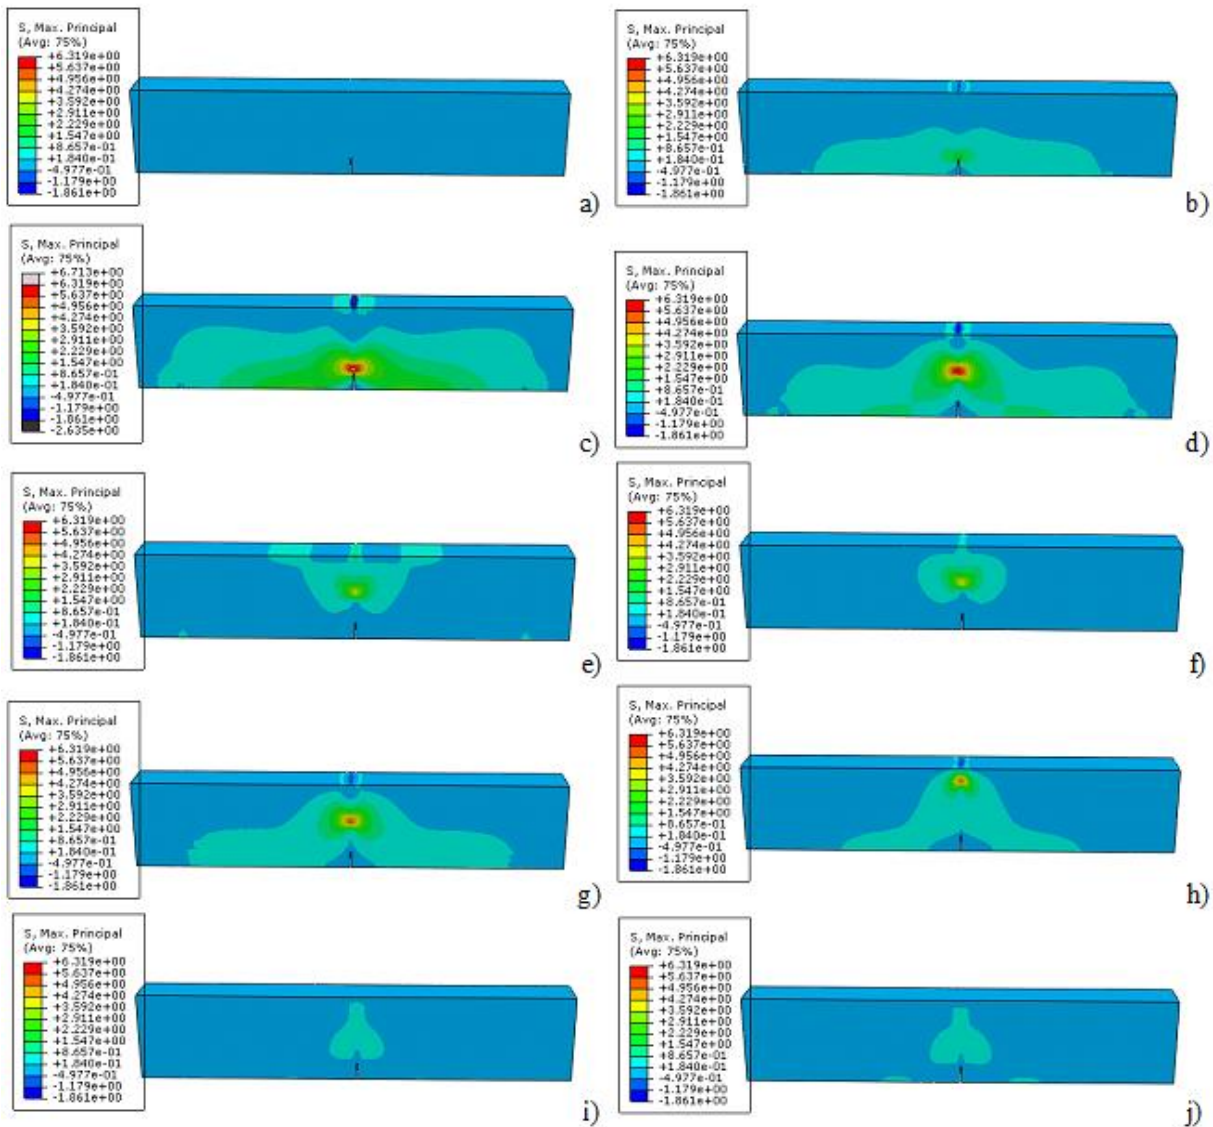 S, Max. Principal
(Avg: 75%)
+6.319e+00
+5.637e+00
+4.956e+00
+4.274e+00
+3.592e+00
+2.911e+00
+2.229e+00
+1.547e+00
+8.657e-01
+1.840e-01
-4.977e-01
-1.179e+00
-1.861e+00
a)
S, Max. Principal
(Avg: 75%)
+6.319e+00
+5.637e+00
+4.956e+00
+4.274e+00
+3.592e+00
+2.911e+00
+2.229e+00
+1.547e+00
+8.657e-01
+1.840e-01
-4.977e-01
-1.179e+00
-1.861e+00
b)
S, Max. Principal
(Avg: 75%)
+6.713e+00
+6.319e+00
+5.637e+00
+4.956e+00
+4.274e+00
+3.592e+00
+2.911e+00
+2.229e+00
+1.547e+00
+8.657e-01
+1.840e-01
-4.977e-01
-1.179e+00
-1.861e+00
-2.635e+00
c)
S, Max. Principal
(Avg: 75%)
+6.319e+00
+5.637e+00
+4.956e+00
+4.274e+00
+3.592e+00
+2.911e+00
+2.229e+00
+1.547e+00
+8.657e-01
+1.840e-01
-4.977e-01
-1.179e+00
-1.861e+00
d)
S, Max. Principal
(Avg: 75%)
+6.319e+00
+5.637e+00
+4.956e+00
+4.274e+00
+3.592e+00
+2.911e+00
+2.229e+00
+1.547e+00
+8.657e-01
+1.840e-01
-4.977e-01
-1.179e+00
-1.861e+00
e)
S, Max. Principal
(Avg: 75%)
+6.319e+00
+5.637e+00
+4.956e+00
+4.274e+00
+3.592e+00
+2.911e+00
+2.229e+00
+1.547e+00
+8.657e-01
+1.840e-01
-4.977e-01
-1.179e+00
-1.861e+00
f)
S, Max. Principal
(Avg: 75%)
+6.319e+00
+5.637e+00
+4.956e+00
+4.274e+00
+3.592e+00
+2.911e+00
+2.229e+00
+1.547e+00
+8.657e-01
+1.840e-01
-4.977e-01
-1.179e+00
-1.861e+00
g)
S, Max. Principal
(Avg: 75%)
+6.319e+00
+5.637e+00
+4.956e+00
+4.274e+00
+3.592e+00
+2.911e+00
+2.229e+00
+1.547e+00
+8.657e-01
+1.840e-01
-4.977e-01
-1.179e+00
-1.861e+00
h)
S, Max. Principal
(Avg: 75%)
+6.319e+00
+5.637e+00
+4.956e+00
+4.274e+00
+3.592e+00
+2.911e+00
+2.229e+00
+1.547e+00
+8.657e-01
+1.840e-01
-4.977e-01
-1.179e+00
-1.861e+00
i)
S, Max. Principal
(Avg: 75%)
+6.319e+00
+5.637e+00
+4.956e+00
+4.274e+00
+3.592e+00
+2.911e+00
+2.229e+00
+1.547e+00
+8.657e-01
+1.840e-01
-4.977e-01
-1.179e+00
-1.861e+00
j)